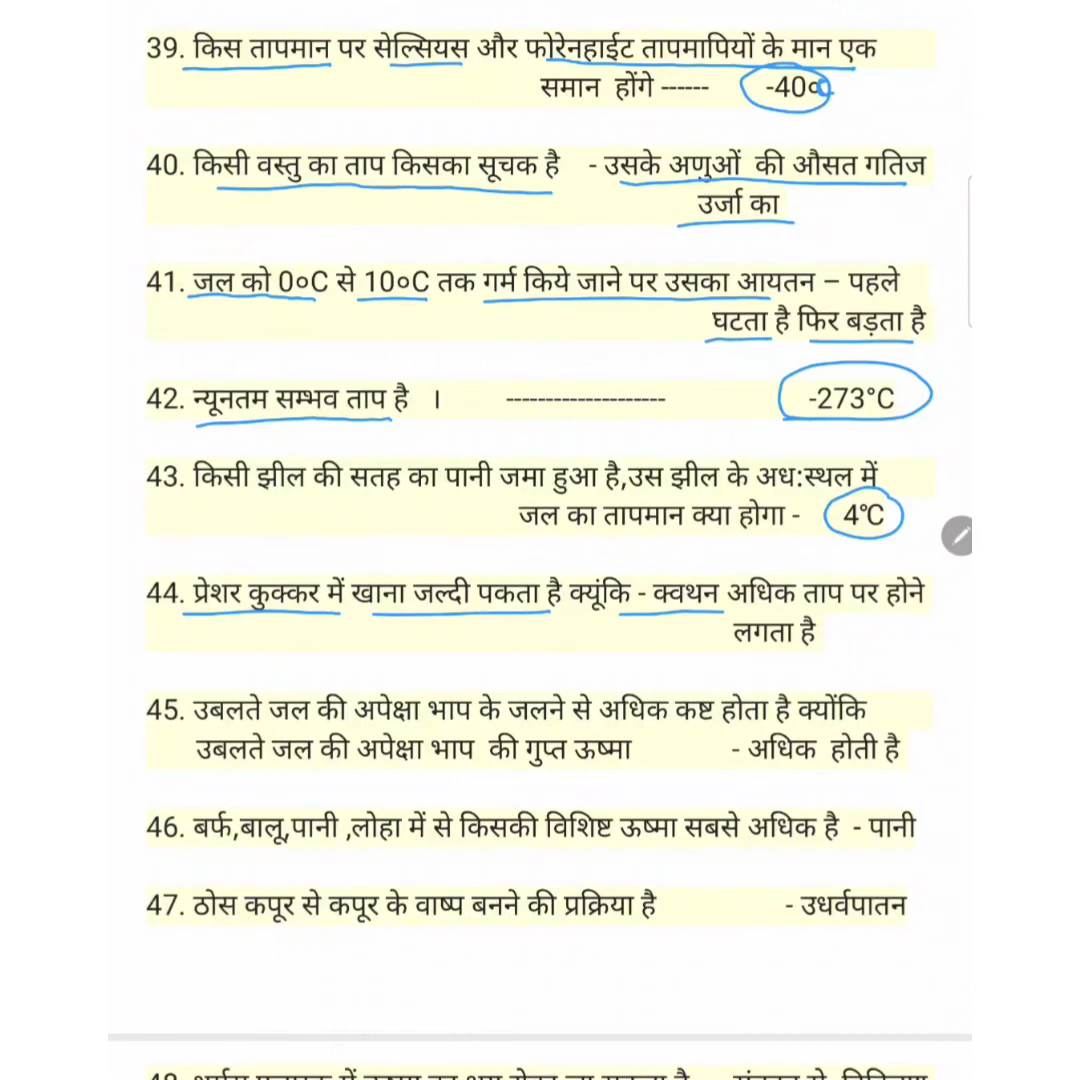 39. किस तापमान पर सेल्सियस और फोरेनहाईट तापमापियों के मान एक
समान होंगे ------ -40०
40. किसी वस्तु का ताप किसका सूचक है - उसके अणुओं की औसत गतिज
उर्जा का
41. जल को 0०C से 10०C तक गर्म किये जाने पर उसका आयतन – पहले
घटता है फिर बड़ता है
42. न्यूनतम सम्भव ताप है । -------------------- -273°C
43. किसी झील की सतह का पानी जमा हुआ है,उस झील के अध:स्थल में
जल का तापमान क्या होगा - 4℃
44. प्रेशर कुक्कर में खाना जल्दी पकता है क्यूंकि - क्वथन अधिक ताप पर होने
लगता है
45. उबलते जल की अपेक्षा भाप के जलने से अधिक कष्ट होता है क्योंकि
उबलते जल की अपेक्षा भाप की गुप्त ऊष्मा - अधिक होती है
46. बर्फ,बालू,पानी ,लोहा में से किसकी विशिष्ट ऊष्मा सबसे अधिक है - पानी
47. ठोस कपूर से कपूर के वाष्प बनने की प्रक्रिया है - उधर्वपातन